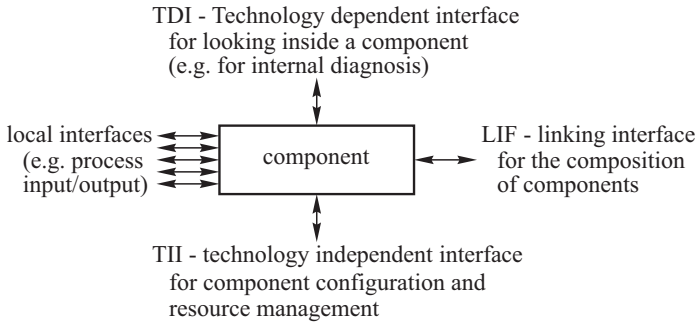 TDI - Technology dependent interface
for looking inside a component
(e.g. for internal diagnosis)
local interfaces
(e.g. process
input/output)
component
LIF - linking interface
for the composition
of components
TII - technology independent interface
for component configuration and
resource management